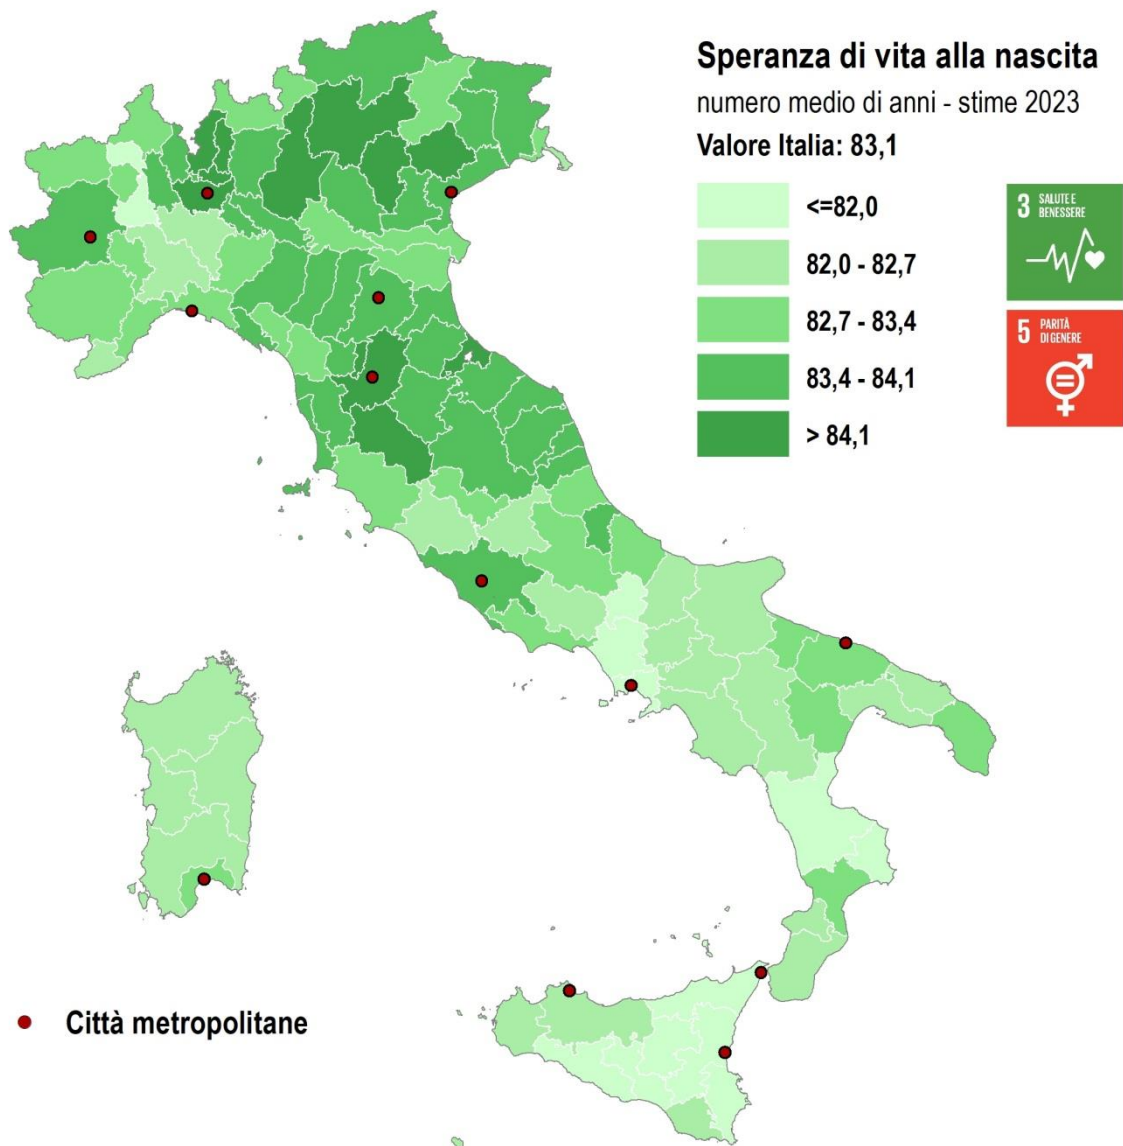 Speranza di vita alla nascita
numero medio di anni - stime 2023
Valore Italia: 83,1
<=82,0
82,0 - 82,7
82,7 - 83,4
83,4 - 84,1
> 84,1
3 SALUTE E
BENESSERE
5 PARITÀ
DI GENERE
Città metropolitane